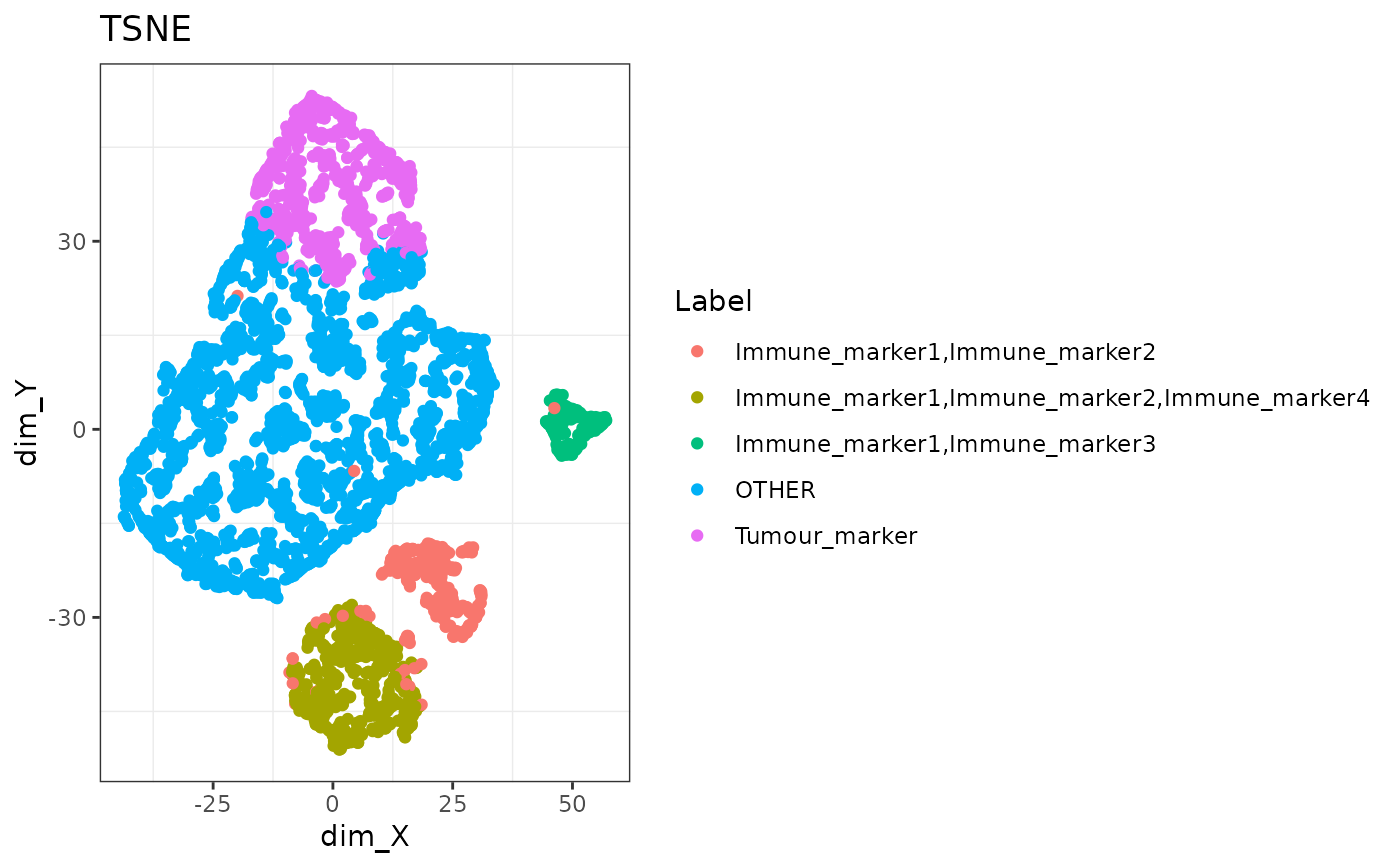 TSNE
dim_Y
30
0
-30
-25
0
25
50
dim_X
Label
Immune_marker1,Immune_marker2
Immune_marker1,Immune_marker2,Immune_marker4
Immune_marker1,Immune_marker3
OTHER
Tumour_marker